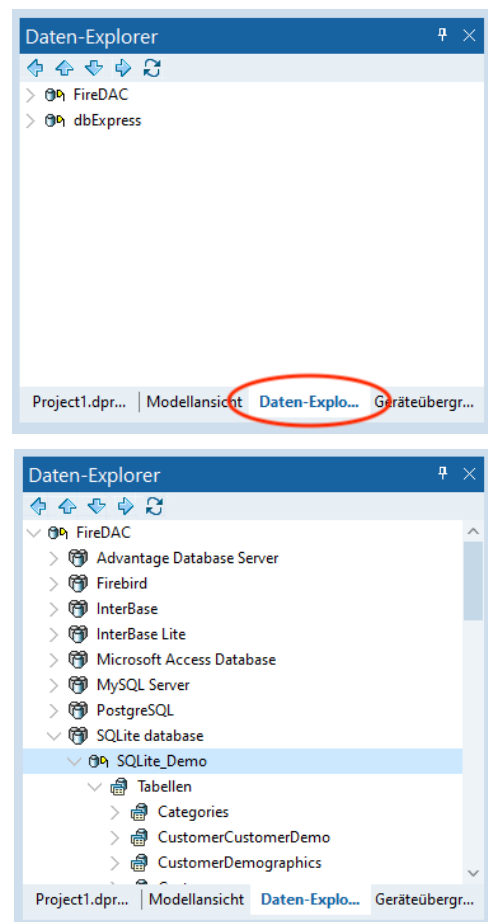 Daten-Explorer
FireDAC
dbExpress
Project1.dpr... Modellansicht Daten-Explo... Geräteübergr...
Daten-Explorer
FireDAC
Advantage Database Server
Firebird
InterBase
InterBase Lite
Microsoft Access Database
MySQL Server
PostgreSQL
SQLite database
SQLite_Demo
Tabellen
Categories
CustomerCustomerDemo
CustomerDemographics
Project1.dpr... Modellansicht Daten-Explo... Geräteübergr...